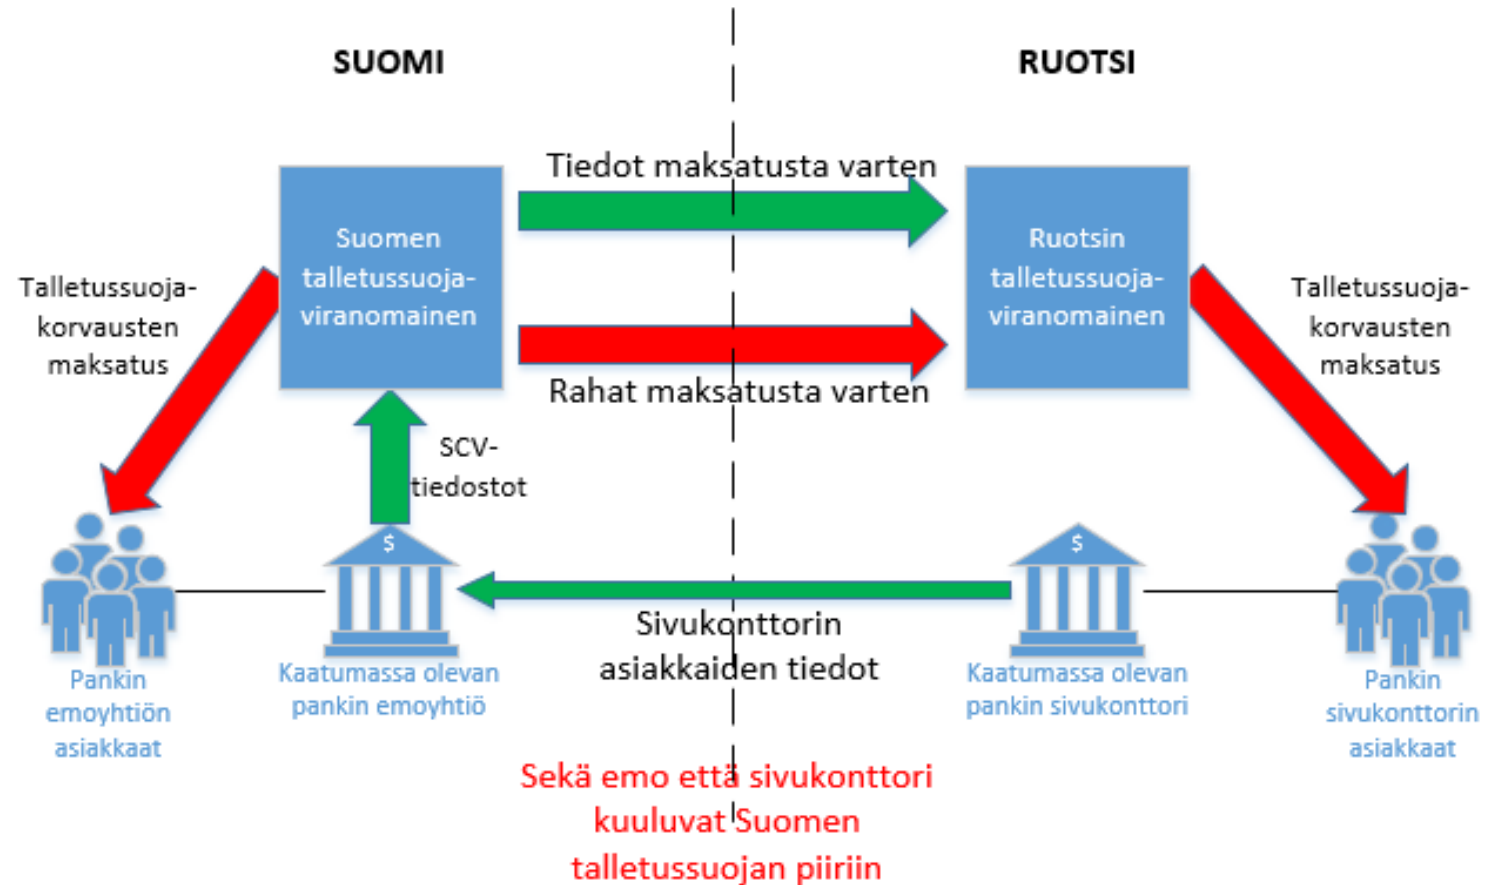 SUOMI
RUOTSI
Tiedot maksatusta varten
Suomen
talletussuoja-
viranomainen
Ruotsin
talletussuoja-
viranomainen
Talletussuoja-
korvausten
maksatus
Talletussuoja-
korvausten
maksatus
Rahat maksatusta varten
SCV-
tiedostot
$
$
Sivukonttorin
asiakkaiden tiedot
Pankin
emoyhtiön
asiakkaat
Kaatumassa olevan
pankin emoyhtiö
Kaatumassa olevan
pankin sivukonttori
Pankin
sivukonttorin
asiakkaat
Sekä emo että sivukonttori
kuuluvat Suomen
talletussuojan piiriin